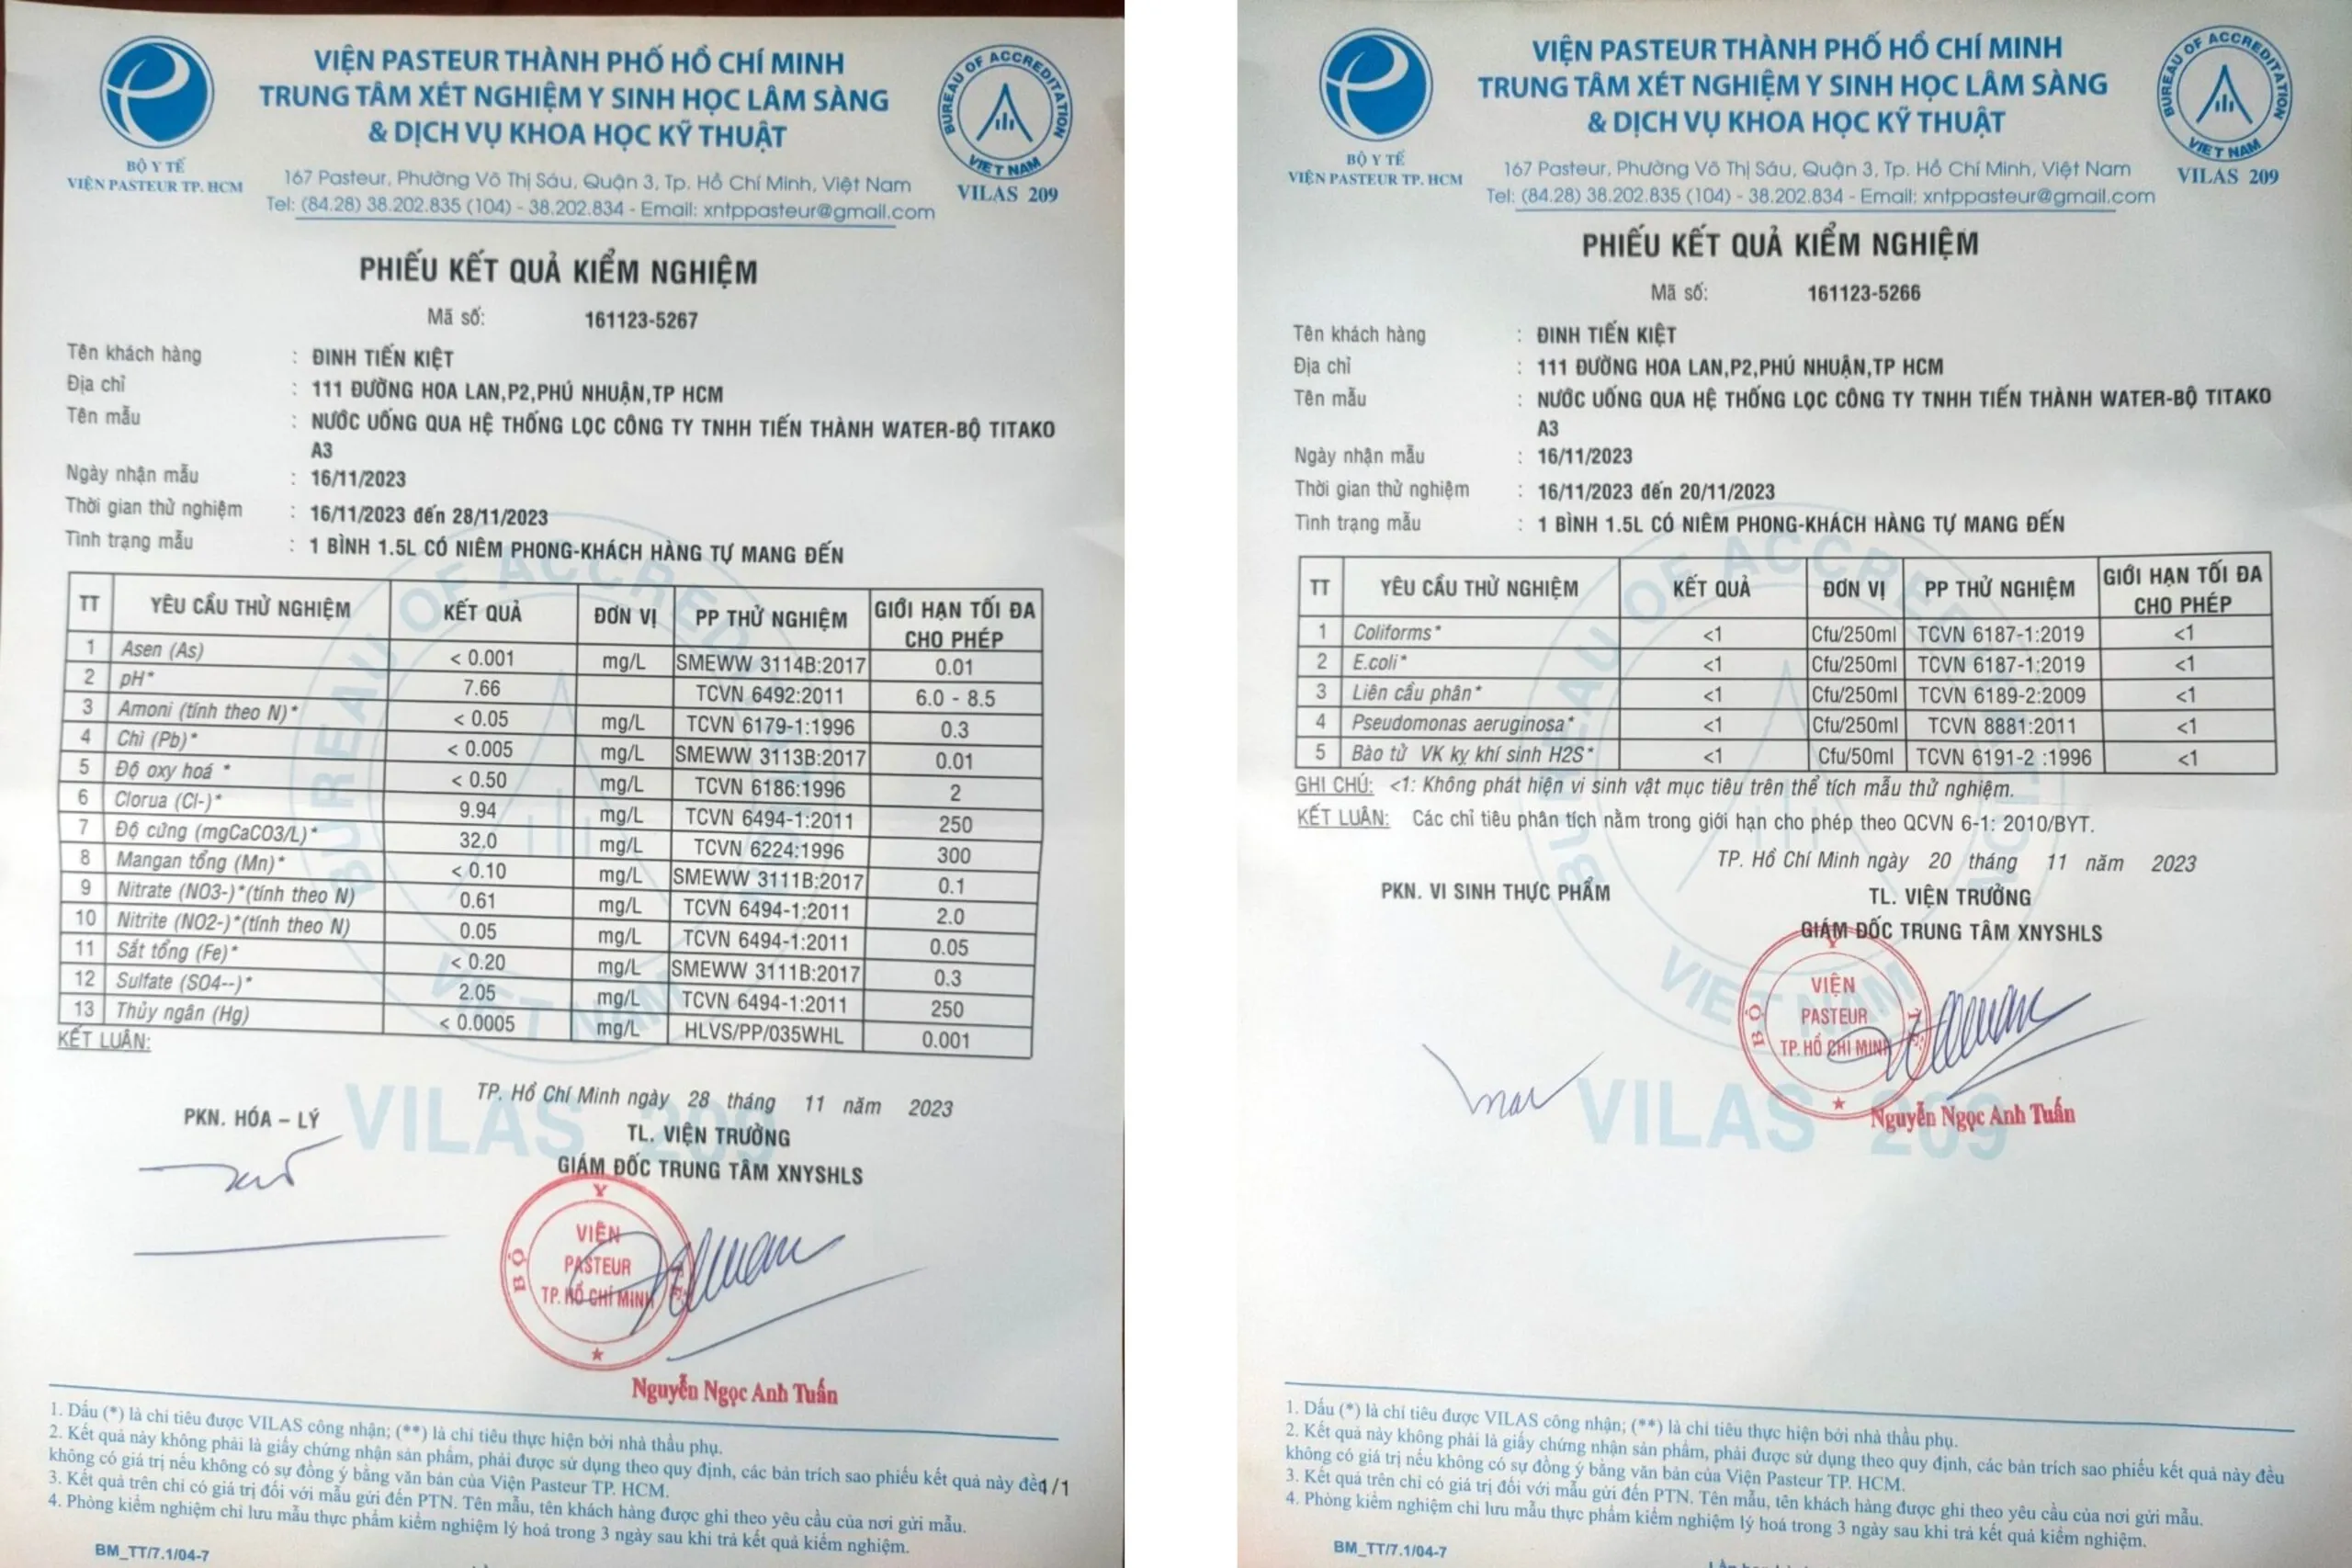 VIỆN PASTEUR THÀNH PHỐ HỒ CHÍ MINH
TRUNG TÂM XÉT NGHIỆM Y SINH HỌC LÂM SÀNG
& DỊCH VỤ KHOA HỌC KỸ THUẬT
BỘ Y TẾ
VIỆN PASTEUR TP. HCM
167 Pasteur, Phường Võ Thị Sáu, Quận 3, Tp. Hồ Chí Minh, Việt Nam
Tel: (84.28) 38.202.835 (104) - 38.202.834 - Email: xntppasteur@gmail.com
BUREAU OF ACCREDITATION
VIET NAM
VILAS 209
PHIẾU KẾT QUẢ KIỂM NGHIỆM
Mã số: 161123-5267
Tên khách hàng : ĐINH TIẾN KIỆT
Địa chỉ : 111 ĐƯỜNG HOA LAN,P2,PHÚ NHUẬN,TP HCM
Tên mẫu : NƯỚC UỐNG QUA HỆ THỐNG LỌC CÔNG TY TNHH TIẾN THÀNH WATER-BỘ TITAKO
A3
Ngày nhận mẫu : 16/11/2023
Thời gian thử nghiệm : 16/11/2023 đến 28/11/2023
Tình trạng mẫu : 1 BÌNH 1.5L CÓ NIÊM PHONG-KHÁCH HÀNG TỰ MANG ĐẾN
TT YÊU CẦU THỬ NGHIỆM KẾT QUẢ ĐƠN VỊ PP THỬ NGHIỆM GIỚI HẠN TỐI ĐA CHO PHÉP
1 Asen (As) < 0.001 mg/L SMEWW 3114B:2017 0.01
2 pH* 7.66 TCVN 6492:2011 6.0 - 8.5
3 Amoni (tính theo N)* < 0.05 mg/L TCVN 6179-1:1996 0.3
4 Chì (Pb)* < 0.005 mg/L SMEWW 3113B:2017 0.01
5 Độ oxy hoá * < 0.50 mg/L TCVN 6186:1996 2
6 Clorua (Cl-)* 9.94 mg/L TCVN 6494-1:2011 250
7 Độ cứng (mgCaCO3/L)* 32.0 mg/L TCVN 6224:1996 300
8 Mangan tổng (Mn)* < 0.10 mg/L SMEWW 3111B:2017 0.1
9 Nitrate (NO3-)*(tính theo N) 0.61 mg/L TCVN 6494-1:2011 2.0
10 Nitrite (NO2-)*(tính theo N) 0.05 mg/L TCVN 6494-1:2011 0.05
11 Sắt tổng (Fe)* < 0.20 mg/L SMEWW 3111B:2017 0.3
12 Sulfate (SO4--)* 2.05 mg/L TCVN 6494-1:2011 250
13 Thủy ngân (Hg) < 0.0005 mg/L HLVS/PP/035WHL 0.001
KẾT LUẬN:
TP. Hồ Chí Minh ngày 28 tháng 11 năm 2023
PKN. HÓA – LÝ
TL. VIỆN TRƯỞNG
GIÁM ĐỐC TRUNG TÂM XNYSHLS
BỘ Y
VIỆN
PASTEUR
TP. HỒ CHÍ MINH
Nguyễn Ngọc Anh Tuấn
BUREAU OF ACCREDITATION
VIET NAM
VILAS 209
1. Dấu (*) là chỉ tiêu được VILAS công nhận; (**) là chỉ tiêu thực hiện bởi nhà thầu phụ.
2. Kết quả này không phải là giấy chứng nhận sản phẩm, phải được sử dụng theo quy định, các bản trích sao phiếu kết quả này đều
1/1
không có giá trị nếu không có sự đồng ý bằng văn bản của Viện Pasteur TP. HCM.
3. Kết quả trên chỉ có giá trị đối với mẫu gửi đến PTN. Tên mẫu, tên khách hàng được ghi theo yêu cầu của nơi gửi mẫu.
4. Phòng kiểm nghiệm chỉ lưu mẫu thực phẩm kiểm nghiệm lý hoá trong 3 ngày sau khi trả kết quả kiểm nghiệm.
BM_TT/7.1/04-7
VIỆN PASTEUR THÀNH PHỐ HỒ CHÍ MINH
TRUNG TÂM XÉT NGHIỆM Y SINH HỌC LÂM SÀNG
& DỊCH VỤ KHOA HỌC KỸ THUẬT
BỘ Y TẾ
VIỆN PASTEUR TP. HCM
167 Pasteur, Phường Võ Thị Sáu, Quận 3, Tp. Hồ Chí Minh, Việt Nam
Tel: (84.28) 38.202.835 (104) - 38.202.834 - Email: xntppasteur@gmail.com
BUREAU OF ACCREDITATION
VIET NAM
VILAS 209
PHIẾU KẾT QUẢ KIỂM NGHIỆM
Mã số: 161123-5266
Tên khách hàng : ĐINH TIẾN KIỆT
Địa chỉ : 111 ĐƯỜNG HOA LAN,P2,PHÚ NHUẬN,TP HCM
Tên mẫu : NƯỚC UỐNG QUA HỆ THỐNG LỌC CÔNG TY TNHH TIẾN THÀNH WATER-BỘ TITAKO
A3
Ngày nhận mẫu : 16/11/2023
Thời gian thử nghiệm : 16/11/2023 đến 20/11/2023
Tình trạng mẫu : 1 BÌNH 1.5L CÓ NIÊM PHONG-KHÁCH HÀNG TỰ MANG ĐẾN
TT YÊU CẦU THỬ NGHIỆM KẾT QUẢ ĐƠN VỊ PP THỬ NGHIỆM GIỚI HẠN TỐI ĐA CHO PHÉP
1 Coliforms* <1 Cfu/250ml TCVN 6187-1:2019 <1
2 E.coli* <1 Cfu/250ml TCVN 6187-1:2019 <1
3 Liên cầu phân* <1 Cfu/250ml TCVN 6189-2:2009 <1
4 Pseudomonas aeruginosa* <1 Cfu/250ml TCVN 8881:2011 <1
5 Bào tử VK kỵ khí sinh H2S* <1 Cfu/50ml TCVN 6191-2 :1996 <1
GHI CHÚ: <1: Không phát hiện vi sinh vật mục tiêu trên thể tích mẫu thử nghiệm.
KẾT LUẬN: Các chỉ tiêu phân tích nằm trong giới hạn cho phép theo QCVN 6-1: 2010/BYT.
TP. Hồ Chí Minh ngày 20 tháng 11 năm 2023
PKN. VI SINH THỰC PHẨM
TL. VIỆN TRƯỞNG
GIÁM ĐỐC TRUNG TÂM XNYSHLS
BỘ Y
VIỆN
PASTEUR
TP. HỒ CHÍ MINH
Nguyễn Ngọc Anh Tuấn
BUREAU OF ACCREDITATION
VIET NAM
VILAS 209
1. Dấu (*) là chỉ tiêu được VILAS công nhận; (**) là chỉ tiêu thực hiện bởi nhà thầu phụ.
2. Kết quả này không phải là giấy chứng nhận sản phẩm, phải được sử dụng theo quy định, các bản trích sao phiếu kết quả này đều
không có giá trị nếu không có sự đồng ý bằng văn bản của Viện Pasteur TP. HCM.
3. Kết quả trên chỉ có giá trị đối với mẫu gửi đến PTN. Tên mẫu, tên khách hàng được ghi theo yêu cầu của nơi gửi mẫu.
4. Phòng kiểm nghiệm chỉ lưu mẫu thực phẩm kiểm nghiệm lý hoá trong 3 ngày sau khi trả kết quả kiểm nghiệm.
BM_TT/7.1/04-7